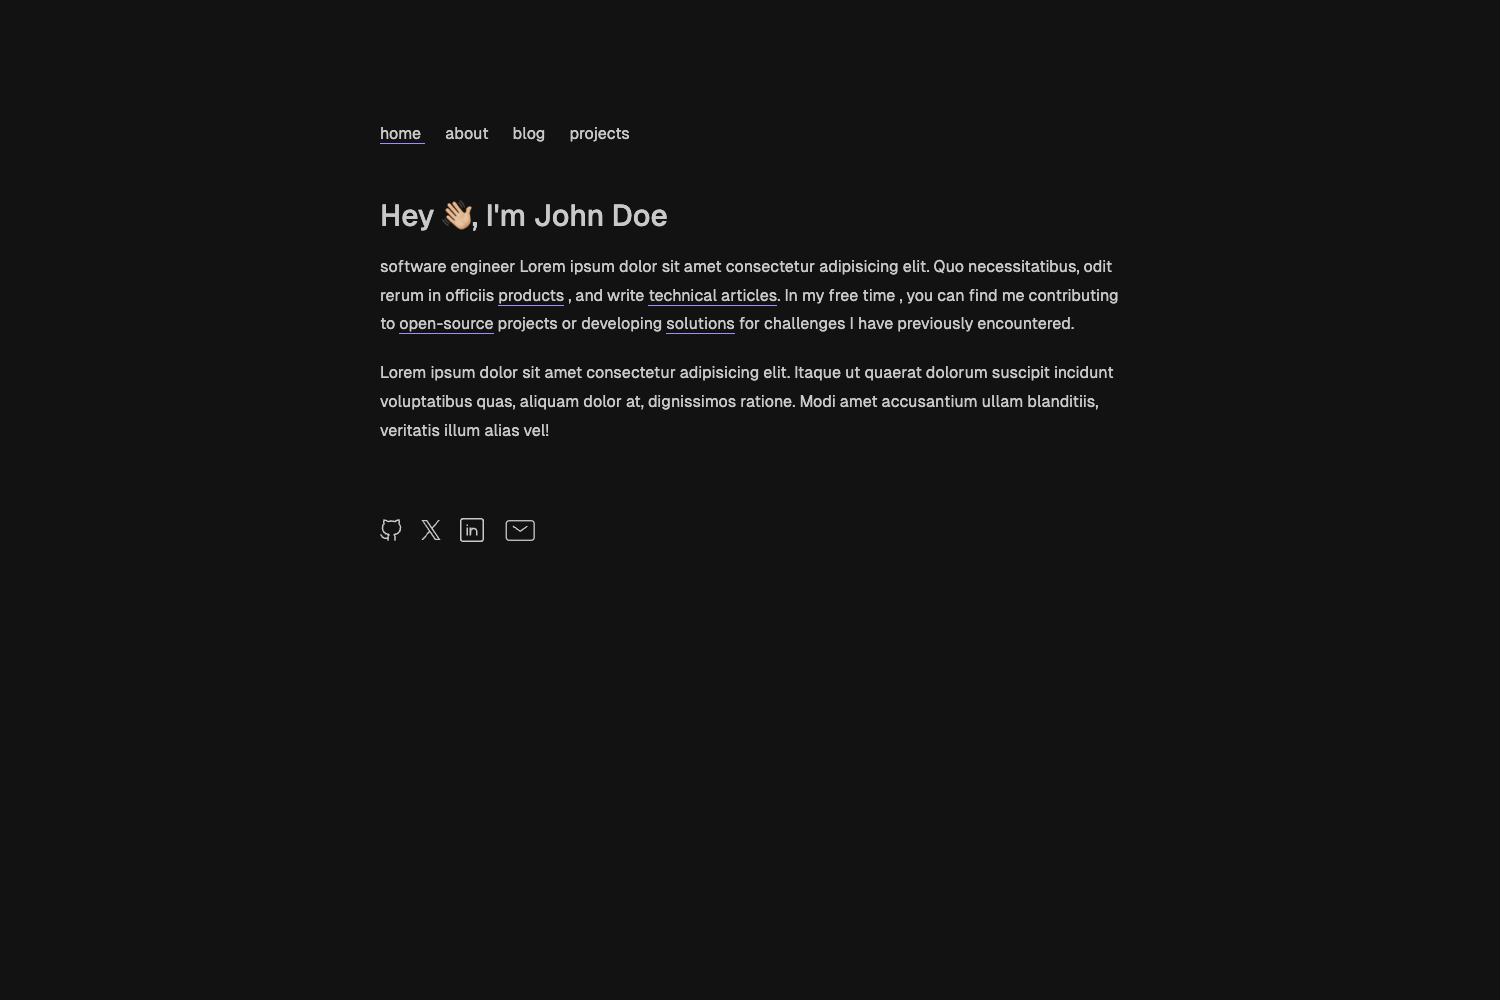 home about blog projects
Hey 👋🏼, I'm John Doe
software engineer Lorem ipsum dolor sit amet consectetur adipisicing elit. Quo necessitatibus, odit
rerum in officiis products , and write technical articles. In my free time , you can find me contributing
to open-source projects or developing solutions for challenges I have previously encountered.
Lorem ipsum dolor sit amet consectetur adipisicing elit. Itaque ut quaerat dolorum suscipit incidunt
voluptatibus quas, aliquam dolor at, dignissimos ratione. Modi amet accusantium ullam blanditiis,
veritatis illum alias vel!